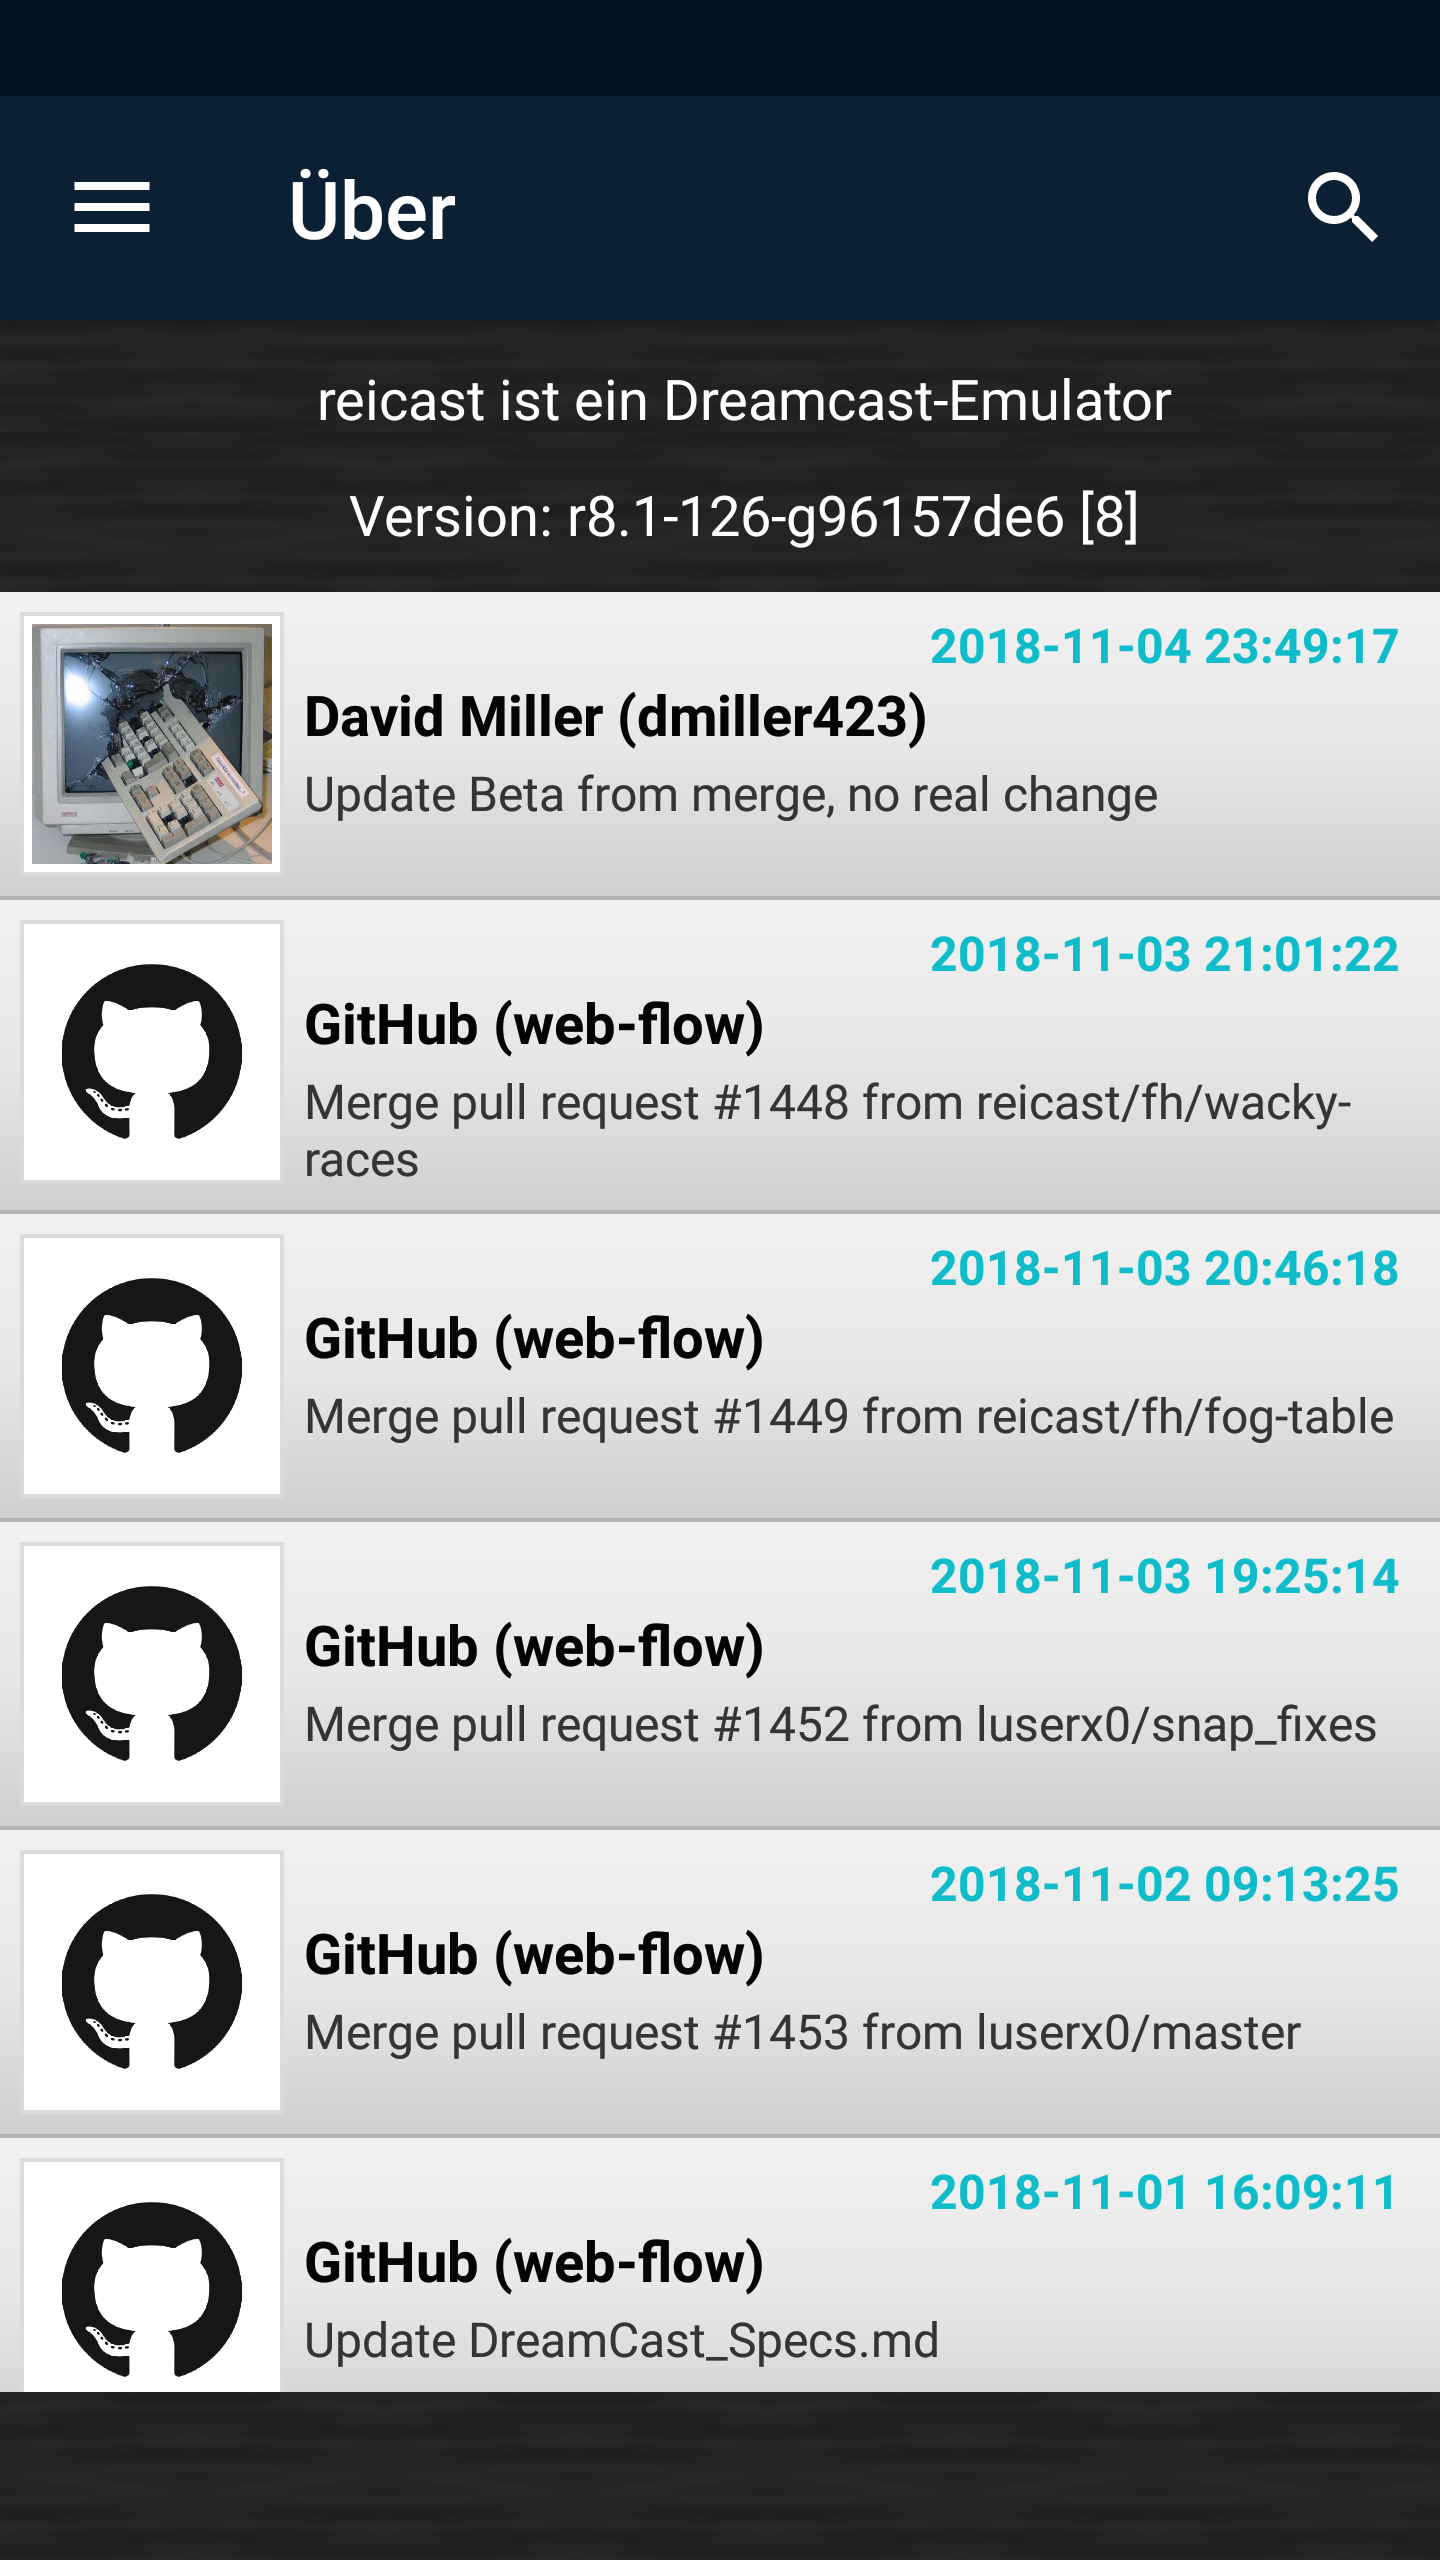 Über
reicast ist ein Dreamcast-Emulator
Version: r8.1-126-g96157de6 [8]
2018-11-04 23:49:17
David Miller (dmiller423)
Update Beta from merge, no real change
2018-11-03 21:01:22
GitHub (web-flow)
Merge pull request #1448 from reicast/fh/wacky-
races
2018-11-03 20:46:18
GitHub (web-flow)
Merge pull request #1449 from reicast/fh/fog-table
2018-11-03 19:25:14
GitHub (web-flow)
Merge pull request #1452 from luserx0/snap_fixes
2018-11-02 09:13:25
GitHub (web-flow)
Merge pull request #1453 from luserx0/master
2018-11-01 16:09:11
GitHub (web-flow)
Update DreamCast_Specs.md